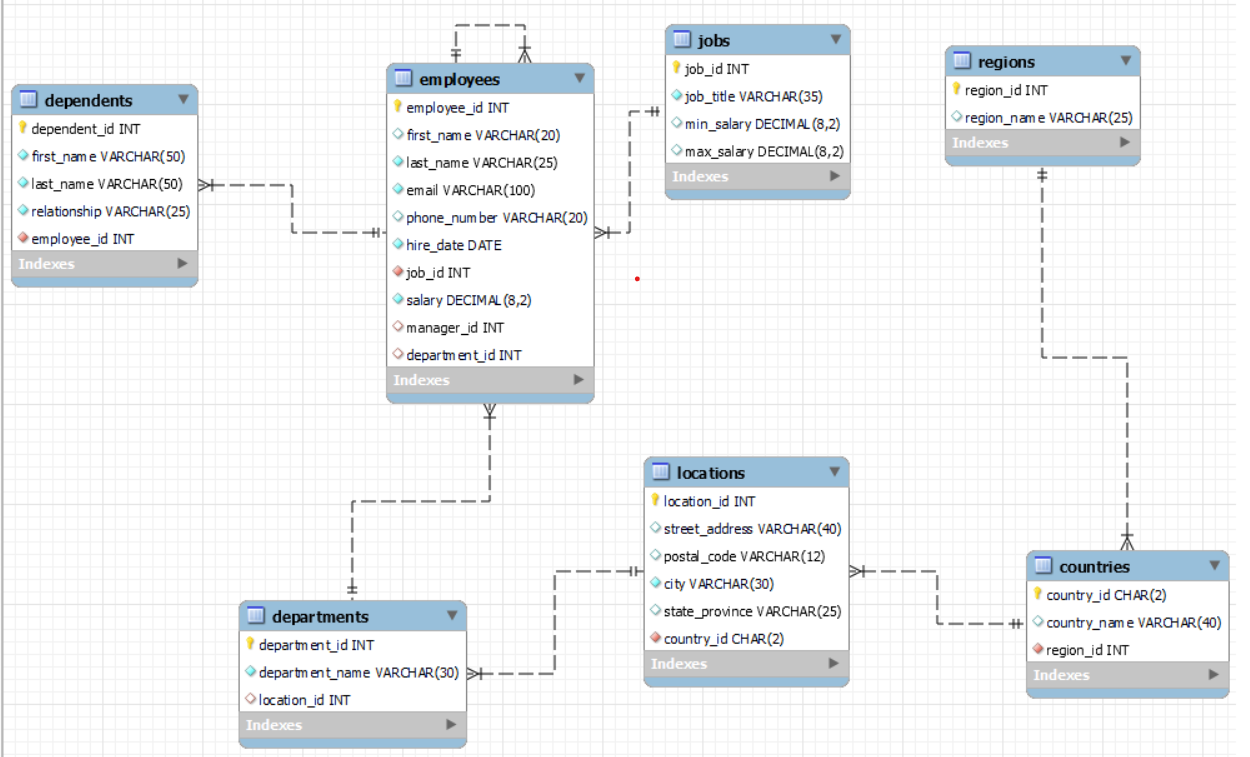 dependents
dependent_id INT
first_name VARCHAR(50)
last_name VARCHAR(50)
relationship VARCHAR(25)
employee_id INT
Indexes
employees
employee_id INT
first_name VARCHAR(20)
last_name VARCHAR(25)
email VARCHAR(100)
phone_number VARCHAR(20)
hire_date DATE
job_id INT
salary DECIMAL(8,2)
manager_id INT
department_id INT
Indexes
jobs
job_id INT
job_title VARCHAR(35)
min_salary DECIMAL(8,2)
max_salary DECIMAL(8,2)
Indexes
regions
region_id INT
region_name VARCHAR(25)
Indexes
departments
department_id INT
department_name VARCHAR(30)
location_id INT
Indexes
locations
location_id INT
street_address VARCHAR(40)
postal_code VARCHAR(12)
city VARCHAR(30)
state_province VARCHAR(25)
country_id CHAR(2)
Indexes
countries
country_id CHAR(2)
country_name VARCHAR(40)
region_id INT
Indexes